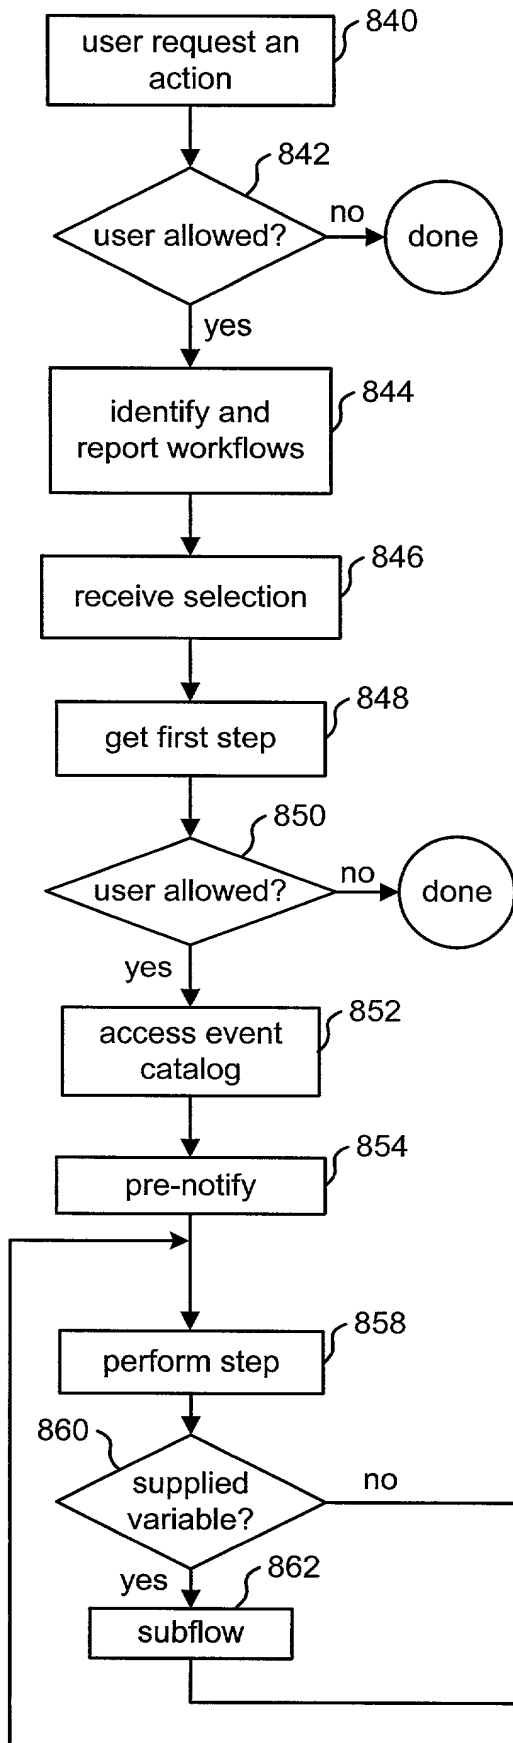 user request an
action
840
842
user allowed?
no
done
yes
identify and
report workflows
844
receive selection
846
get first step
848
850
user allowed?
no
done
yes
access event
catalog
852
pre-notify
854
perform step
858
860
supplied
variable?
no
yes
862
subflow